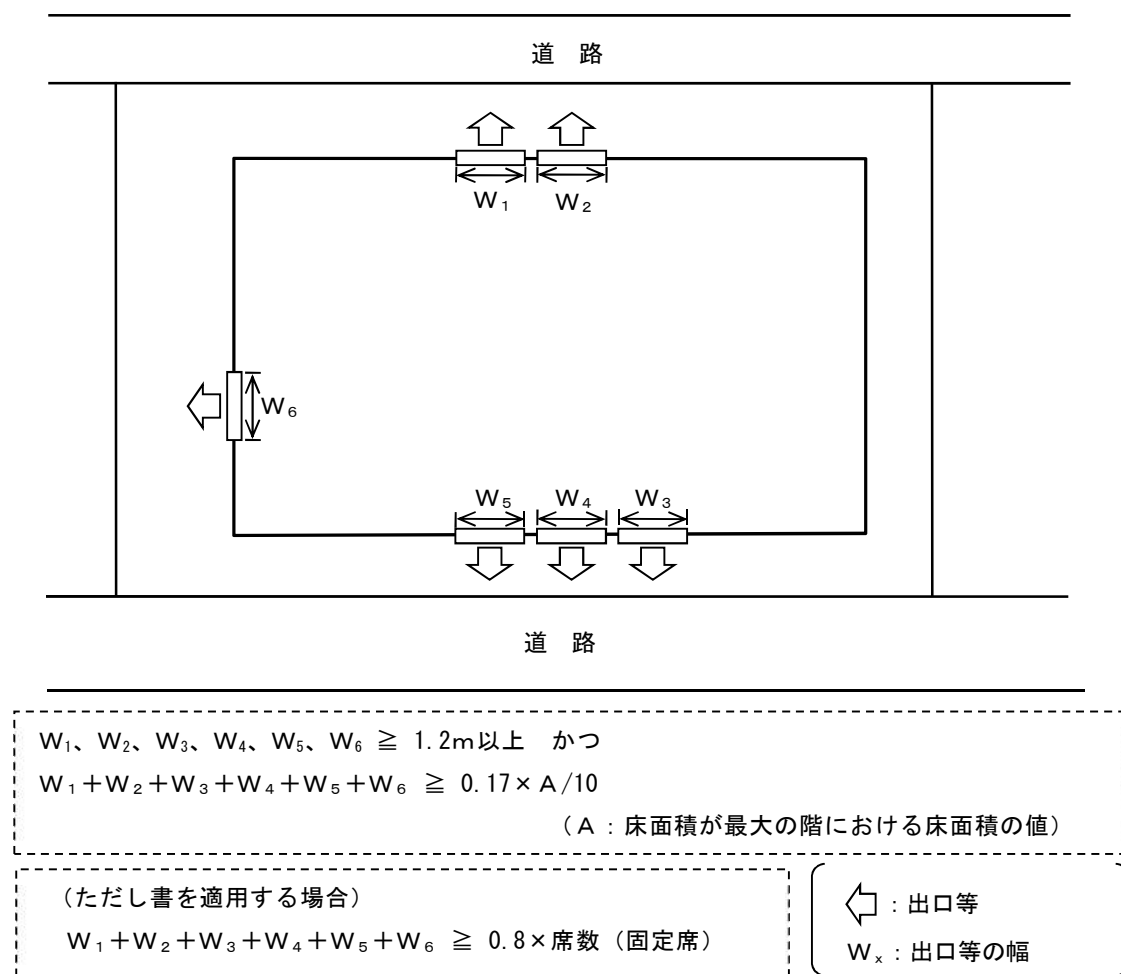 道 路
W₁
W₂
W₆
W₅
W₄
W₃
道 路
W₁、W₂、W₃、W₄、W₅、W₆ ≧ 1.2m以上 かつ
W₁+W₂+W₃+W₄+W₅+W₆ ≧ 0.17×A/10
(A:床面積が最大の階における床面積の値)
(ただし書を適用する場合)
W₁+W₂+W₃+W₄+W₅+W₆ ≧ 0.8×席数(固定席)
:出口等
Wₓ:出口等の幅